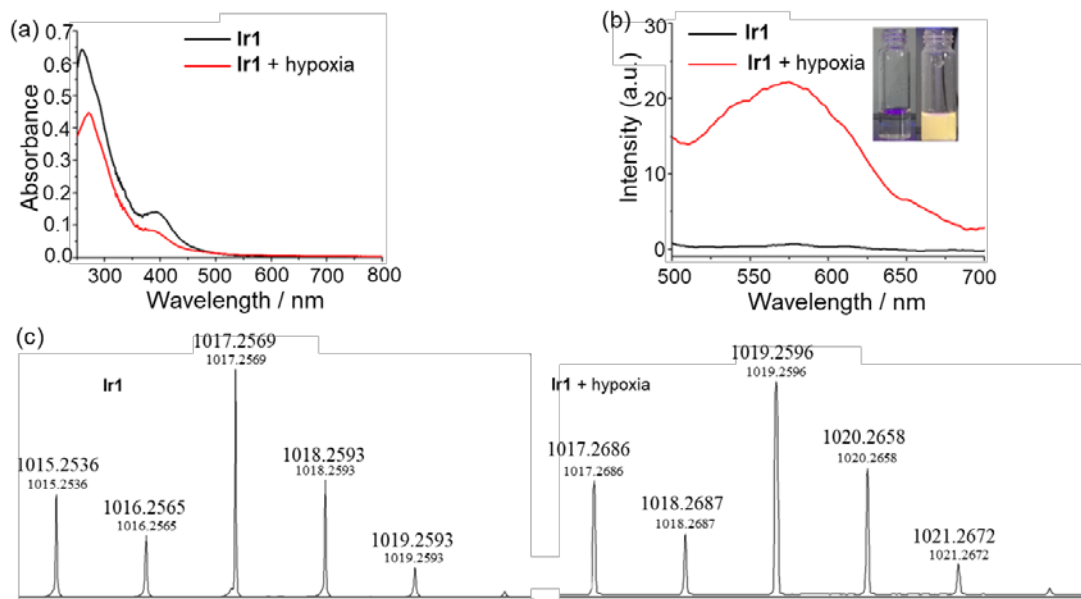 (a)
Ir1
Ir1 + hypoxia
0.7
0.6
0.5
0.4
0.3
0.2
0.1
0.0
Absorbance
300 400 500 600 700 800
Wavelength / nm
(b)
Ir1
Ir1 + hypoxia
30
20
10
0
Intensity (a.u.)
500 550 600 650 700
Wavelength / nm
(c)
Ir1
1015.2536
1015.2536
1016.2565
1016.2565
1017.2569
1017.2569
1018.2593
1018.2593
1019.2593
1019.2593
Ir1 + hypoxia
1017.2686
1017.2686
1018.2687
1018.2687
1019.2596
1019.2596
1020.2658
1020.2658
1021.2672
1021.2672